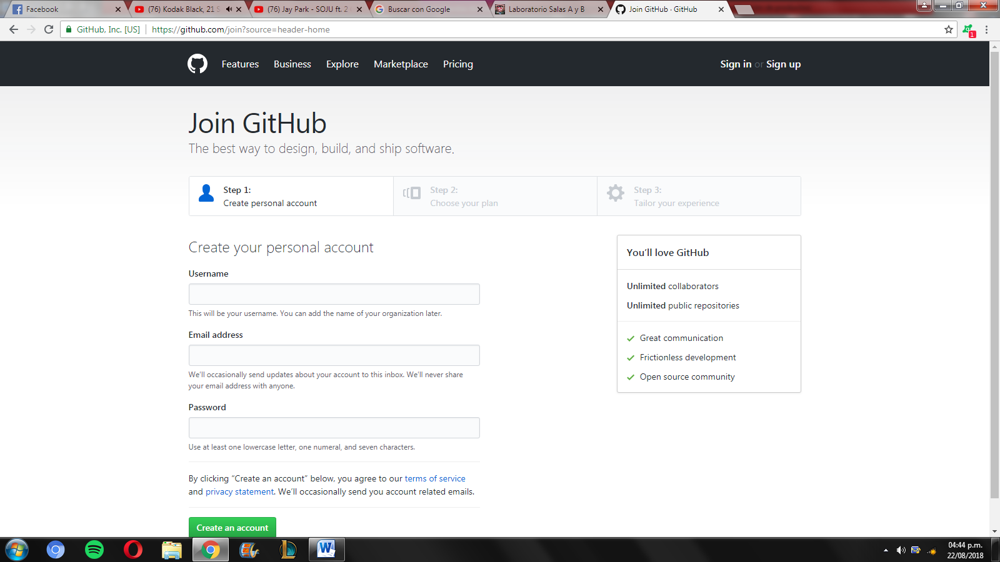 Facebook
(76) Kodak Black, 21 S
(76) Jay Park - SOJU ft. 2
Buscar con Google
Laboratorio Salas A y B
Join GitHub · GitHub
GitHub, Inc. [US]
https://github.com/join?source=header-home
1
Features
Business
Explore
Marketplace
Pricing
Sign in or Sign up
Join GitHub
The best way to design, build, and ship software.
Step 1:
Create personal account
Step 2:
Choose your plan
Step 3:
Tailor your experience
Create your personal account
Username
This will be your username. You can add the name of your organization later.
Email address
We’ll occasionally send updates about your account to this inbox. We’ll never share
your email address with anyone.
Password
Use at least one lowercase letter, one numeral, and seven characters.
By clicking “Create an account” below, you agree to our terms of service
and privacy statement. We’ll occasionally send you account related emails.
Create an account
You’ll love GitHub
Unlimited collaborators
Unlimited public repositories
Great communication
Frictionless development
Open source community
04:44 p.m.
22/08/2018